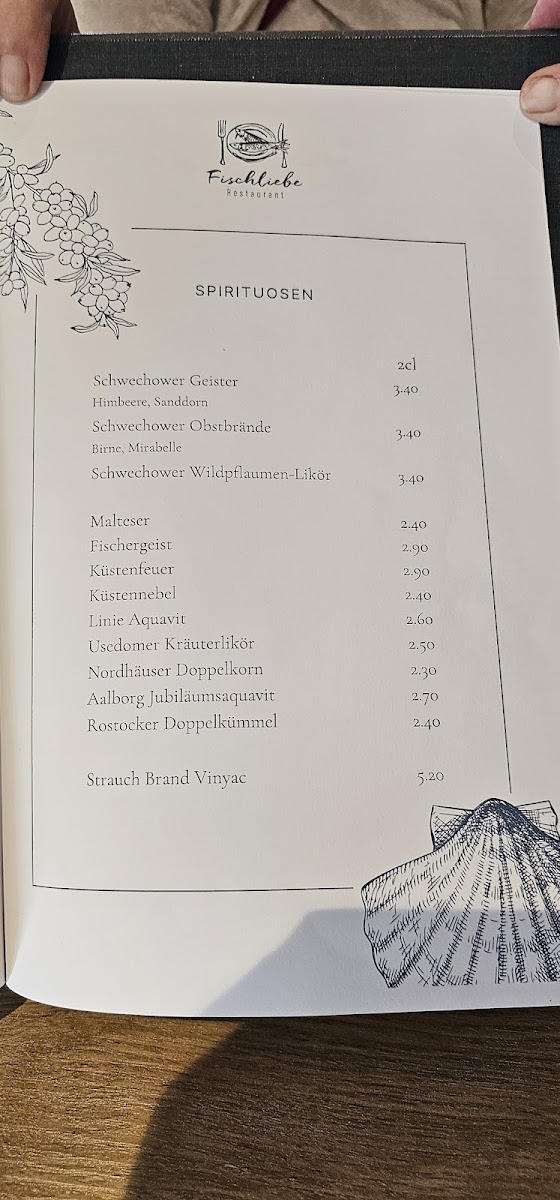 Fischliebe
Restaurant
SPIRITUOSEN
2cl
Schwechower Geister 3.40
Himbeere, Sanddorn
Schwechower Obstbrände 3.40
Birne, Mirabelle
Schwechower Wildpflaumen-Likör 3.40
Malteser 2.40
Fischergeist 2.90
Küstenfeuer 2.90
Küstennebel 2.40
Linie Aquavit 2.60
Usedomer Kräuterlikör 2.50
Nordhäuser Doppelkorn 2.30
Aalborg Jubiläumsaquavit 2.70
Rostocker Doppelkümmel 2.40
Strauch Brand Vinyac 5.20